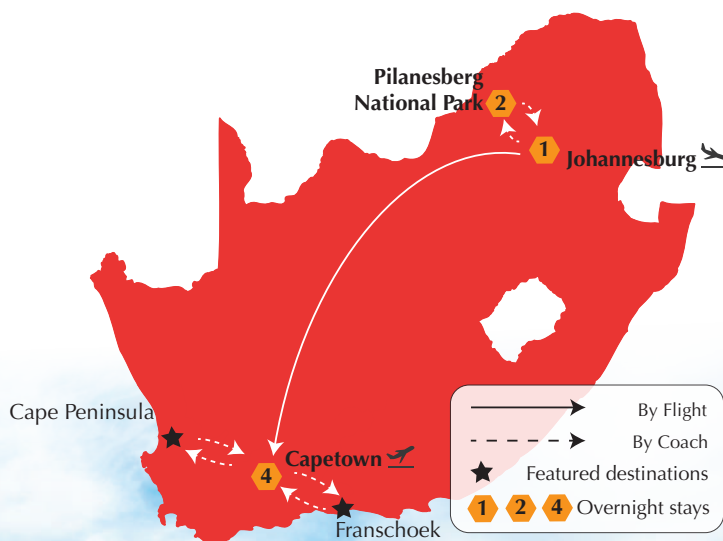 Pilanesberg
National Park
2
1
Johannesburg
Cape Peninsula
4
Capetown
Franschoek
By Flight
By Coach
Featured destinations
1 2 4 Overnight stays